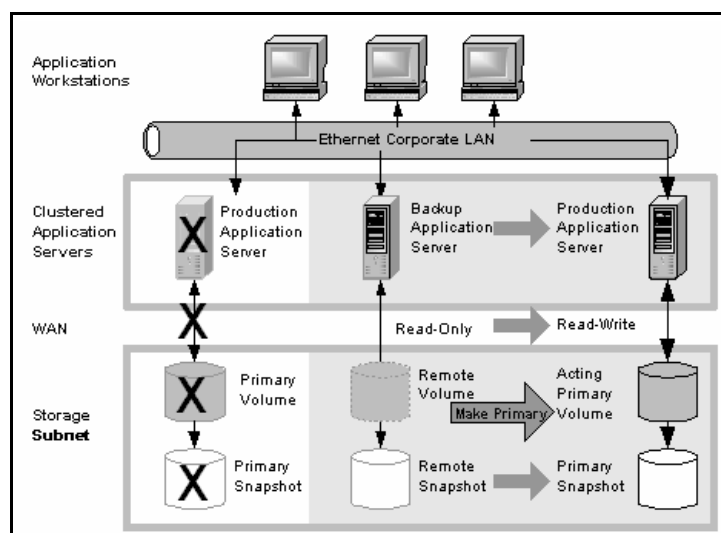 Application
Workstations
Ethernet Corporate LAN
Clustered
Application
Servers
X
Production
Application
Server
Backup
Application
Server
Production
Application
Server
WAN
X
Read-Only
Read-Write
Storage
Subnet
X
Primary
Volume
Remote
Volume
Make Primary
Acting
Primary
Volume
X
Primary
Snapshot
Remote
Snapshot
Primary
Snapshot